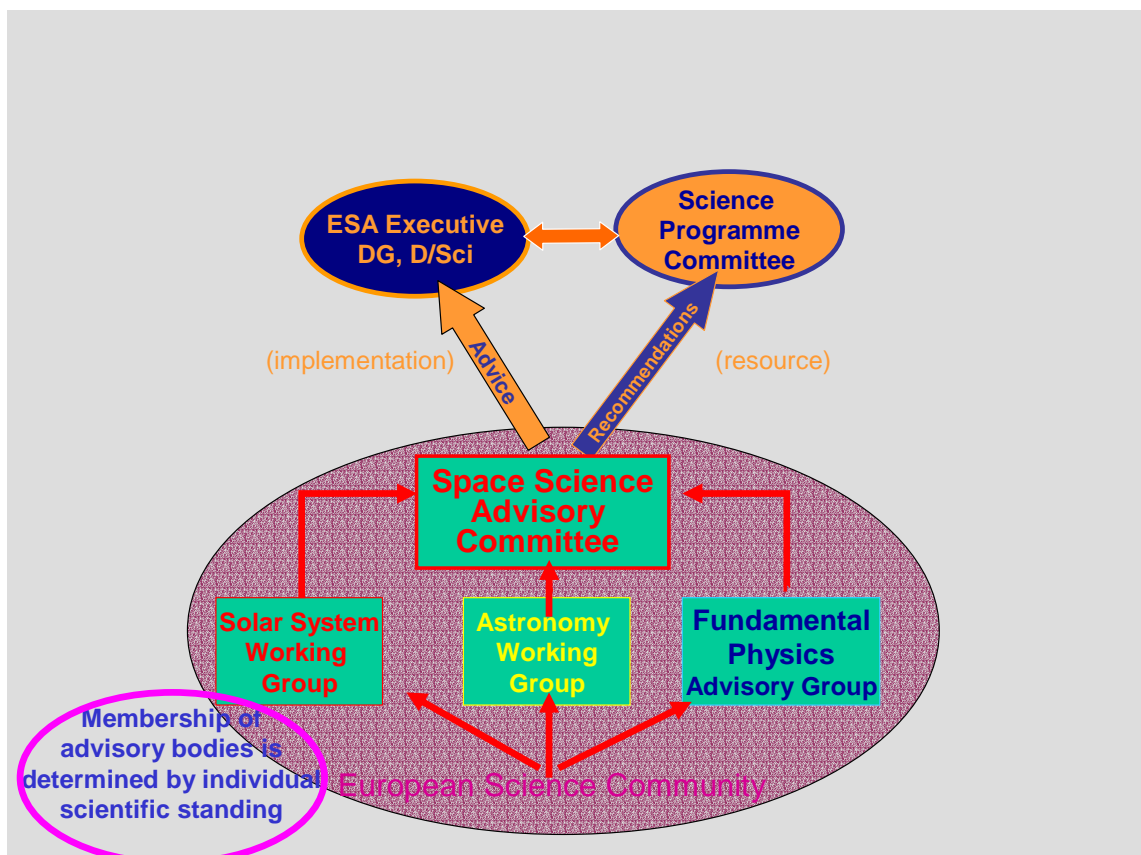 ESA Executive
DG, D/Sci
Science
Programme
Committee
(implementation)
Advice
Recommendations
(resource)
Space Science
Advisory
Committee
Solar System
Working
Group
Astronomy
Working
Group
Fundamental
Physics
Advisory Group
Membership of
advisory bodies is
determined by individual
scientific standing
European Science Community